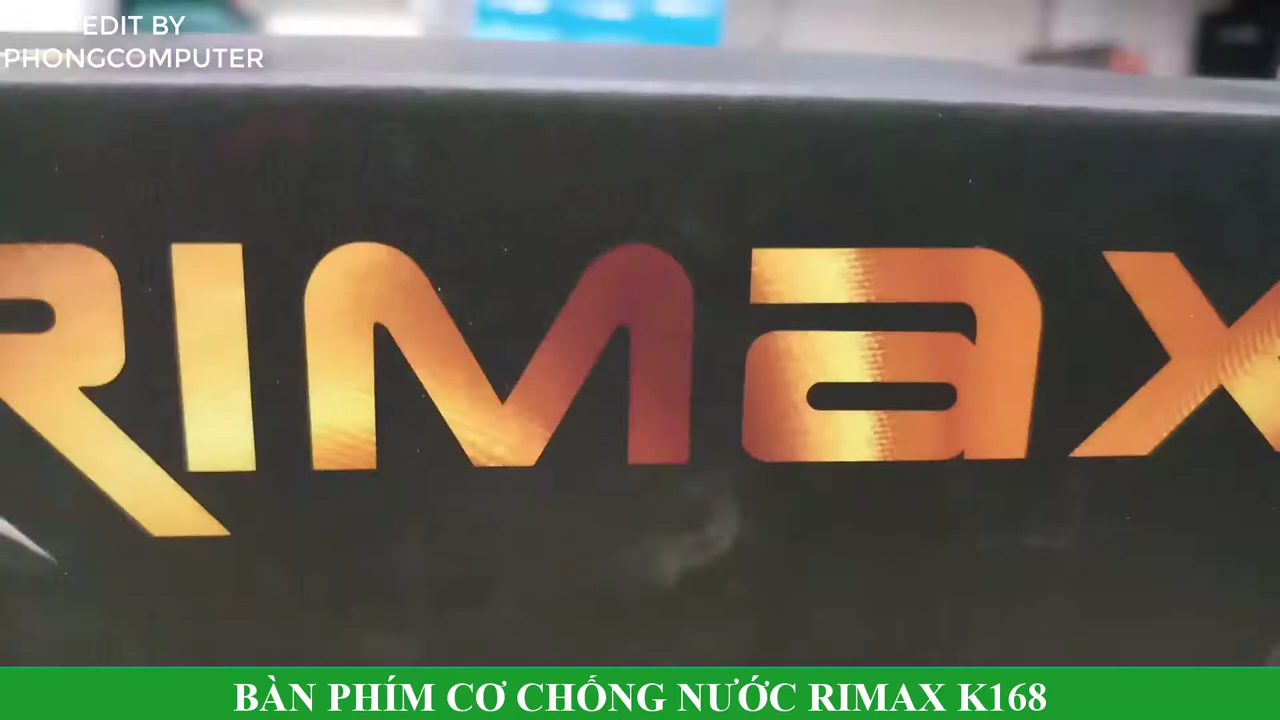 EDIT BY
PHONGCOMPUTER
RIMAX
BÀN PHÍM CƠ CHỐNG NƯỚC RIMAX K168